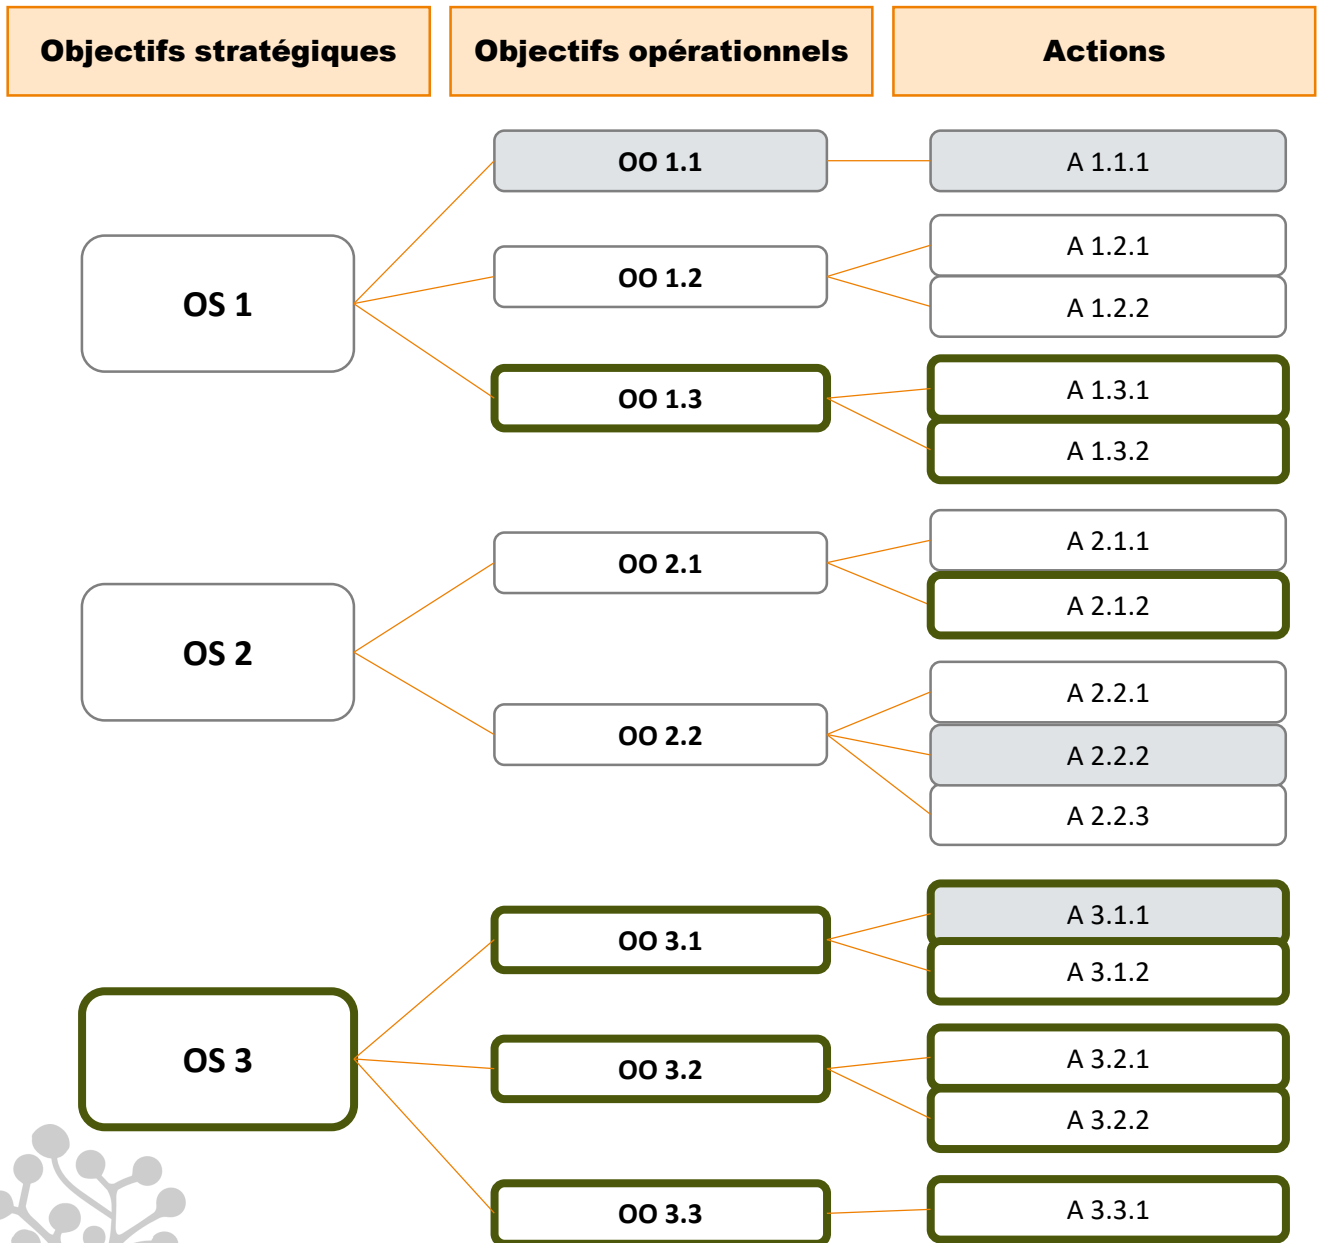 Objectifs stratégiques
Objectifs opérationnels
Actions
OS 1
OO 1.1
A 1.1.1
OO 1.2
A 1.2.1
A 1.2.2
OO 1.3
A 1.3.1
A 1.3.2
OS 2
OO 2.1
A 2.1.1
A 2.1.2
OO 2.2
A 2.2.1
A 2.2.2
A 2.2.3
OS 3
OO 3.1
A 3.1.1
A 3.1.2
OO 3.2
A 3.2.1
A 3.2.2
OO 3.3
A 3.3.1